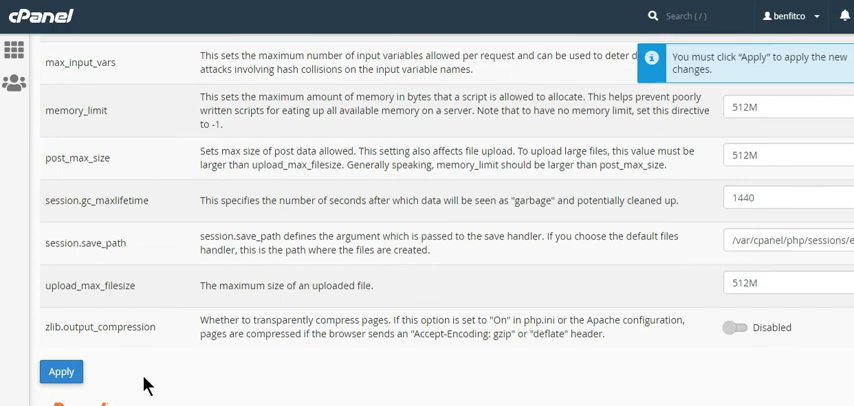 cPanel
Search ( / )
benfitco
max_input_vars
This sets the maximum number of input variables allowed per request and can be used to deter d
attacks involving hash collisions on the input variable names.
You must click “Apply” to apply the new
changes.
memory_limit
This sets the maximum amount of memory in bytes that a script is allowed to allocate. This helps prevent poorly
written scripts for eating up all available memory on a server. Note that to have no memory limit, set this directive
to -1.
512M
post_max_size
Sets max size of post data allowed. This setting also affects file upload. To upload large files, this value must be
larger than upload_max_filesize. Generally speaking, memory_limit should be larger than post_max_size.
512M
session.gc_maxlifetime
This specifies the number of seconds after which data will be seen as "garbage" and potentially cleaned up.
1440
session.save_path
session.save_path defines the argument which is passed to the save handler. If you choose the default files
handler, this is the path where the files are created.
/var/cpanel/php/sessions/e
upload_max_filesize
The maximum size of an uploaded file.
512M
zlib.output_compression
Whether to transparently compress pages. If this option is set to "On" in php.ini or the Apache configuration,
pages are compressed if the browser sends an "Accept-Encoding: gzip" or "deflate" header.
Disabled
Apply